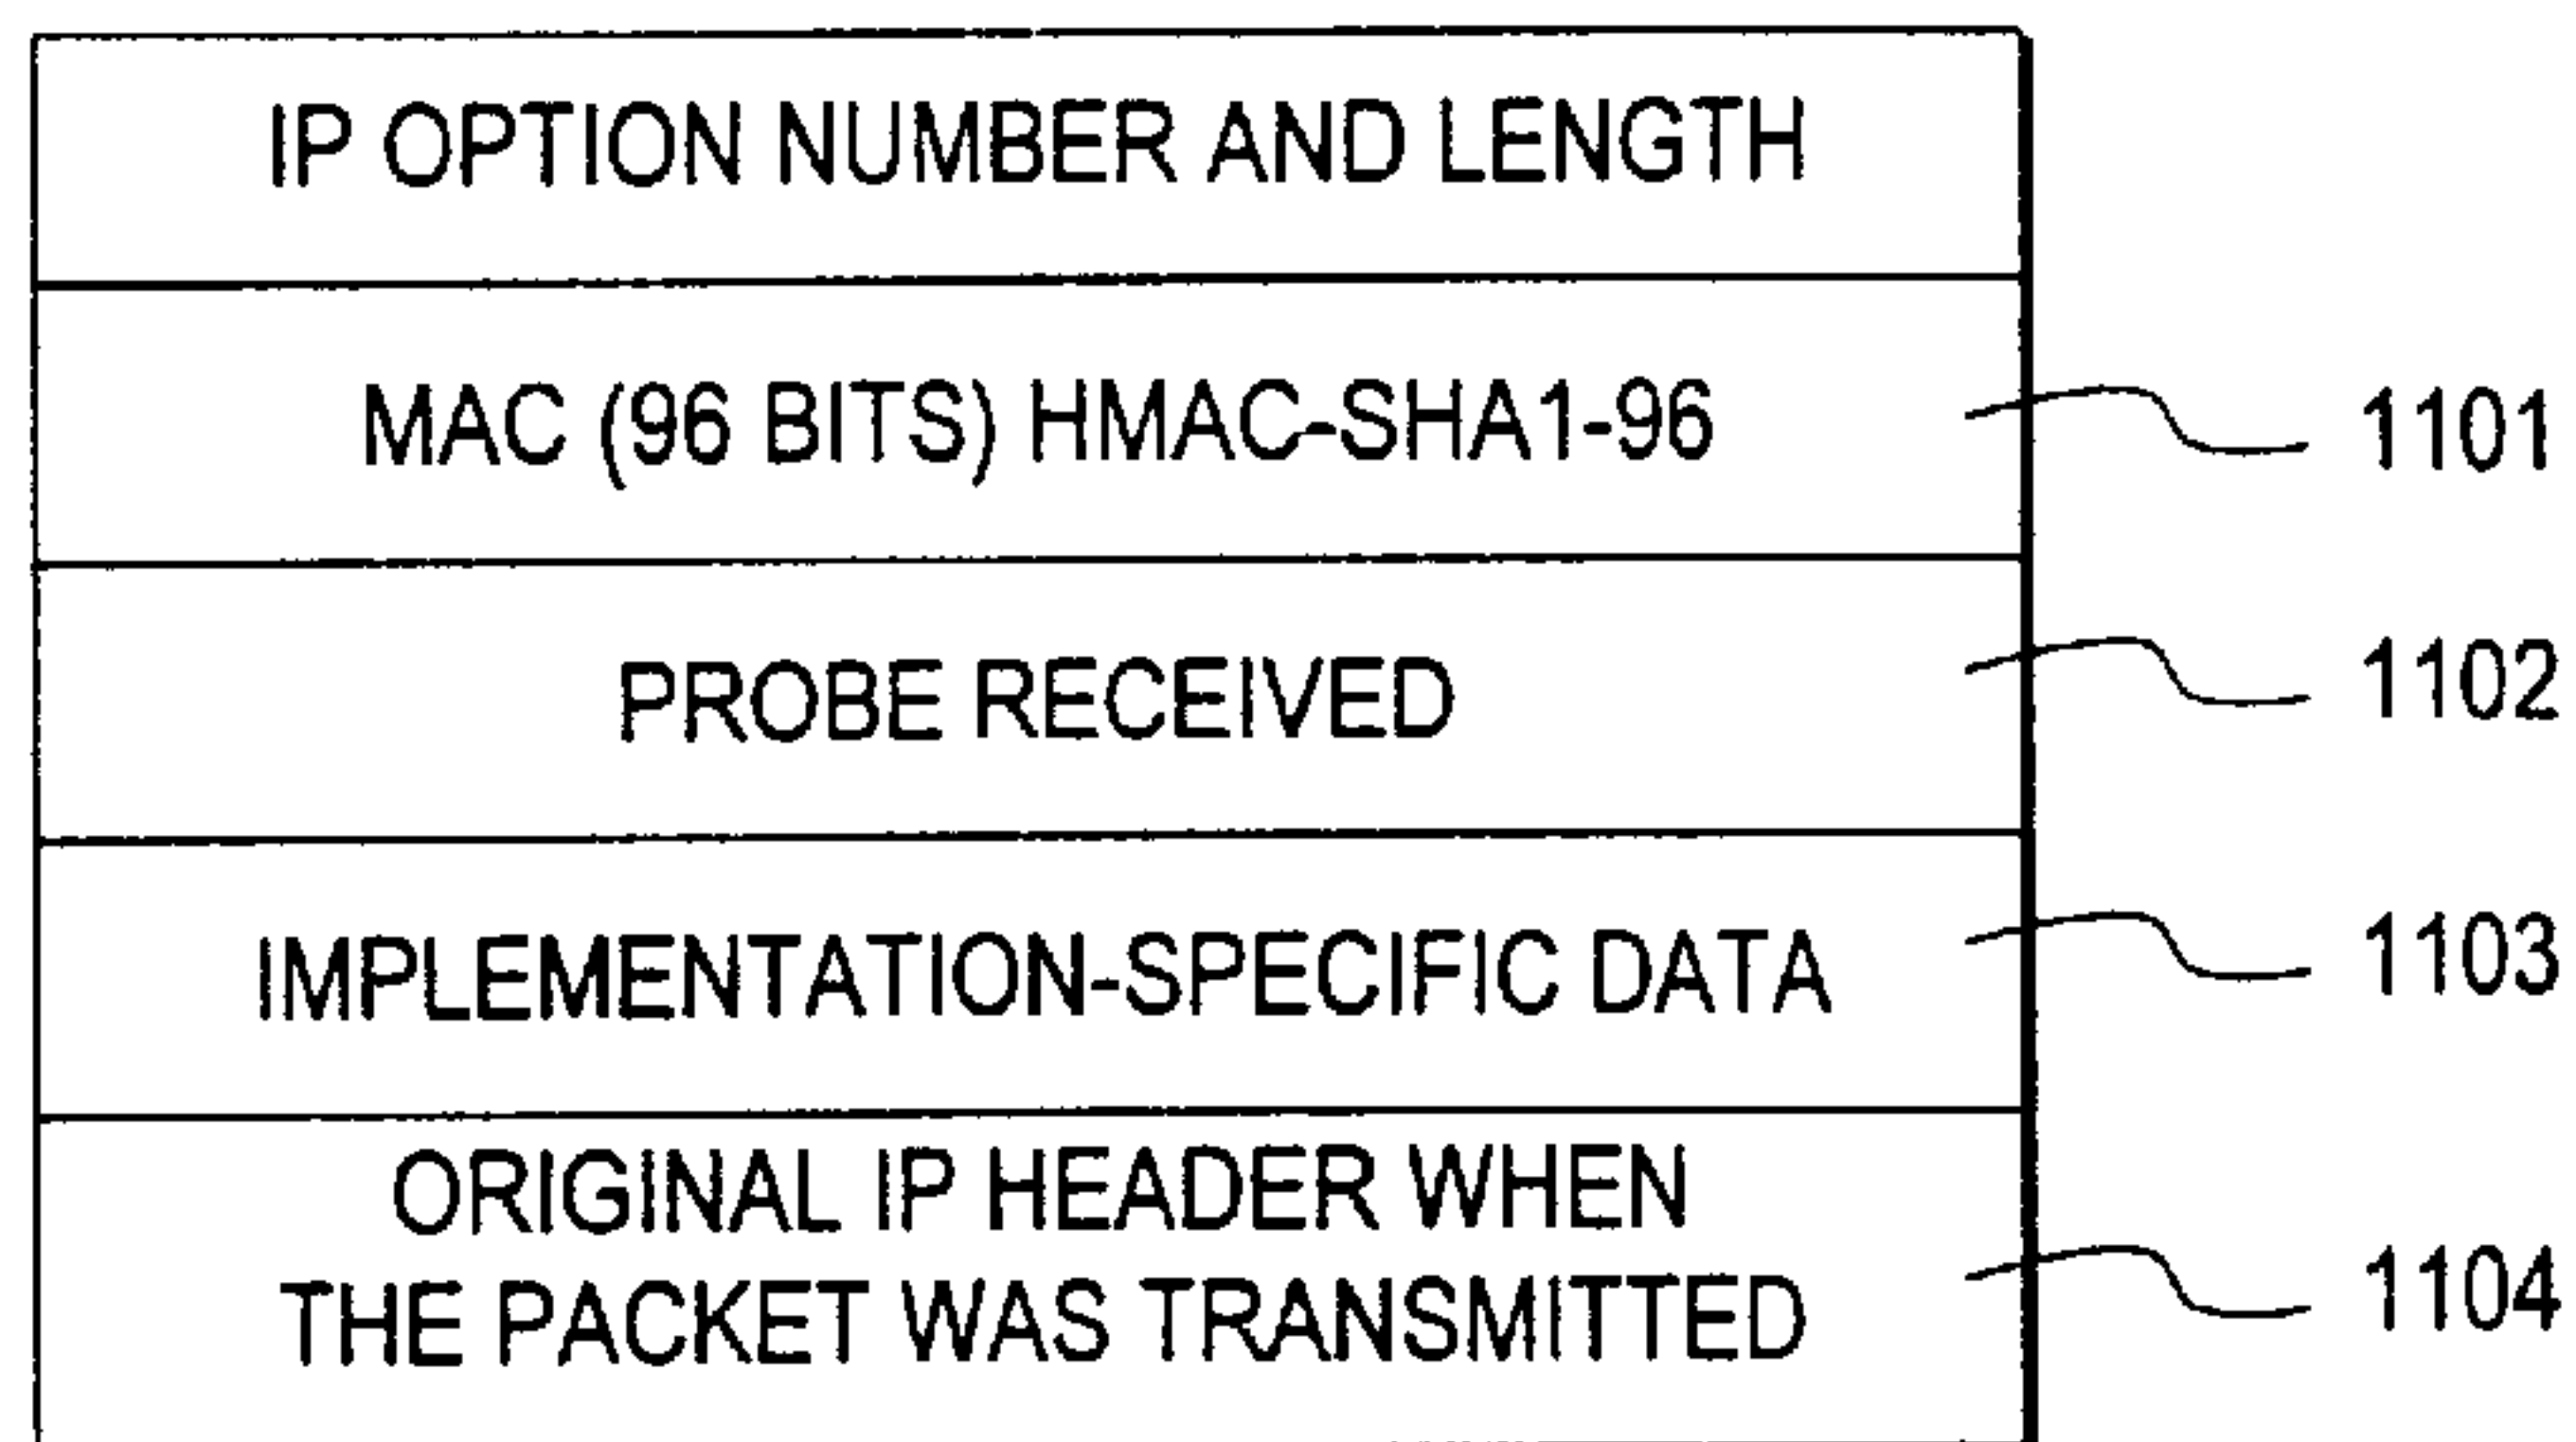 IP OPTION NUMBER AND LENGTH
MAC (96 BITS) HMAC-SHA1-96
1101
PROBE RECEIVED
1102
IMPLEMENTATION-SPECIFIC DATA
1103
ORIGINAL IP HEADER WHEN
THE PACKET WAS TRANSMITTED
1104